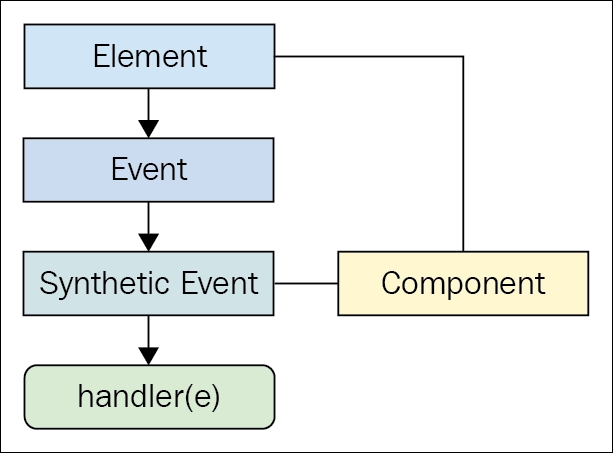 Element
Event
Synthetic Event
Component
handler(e)